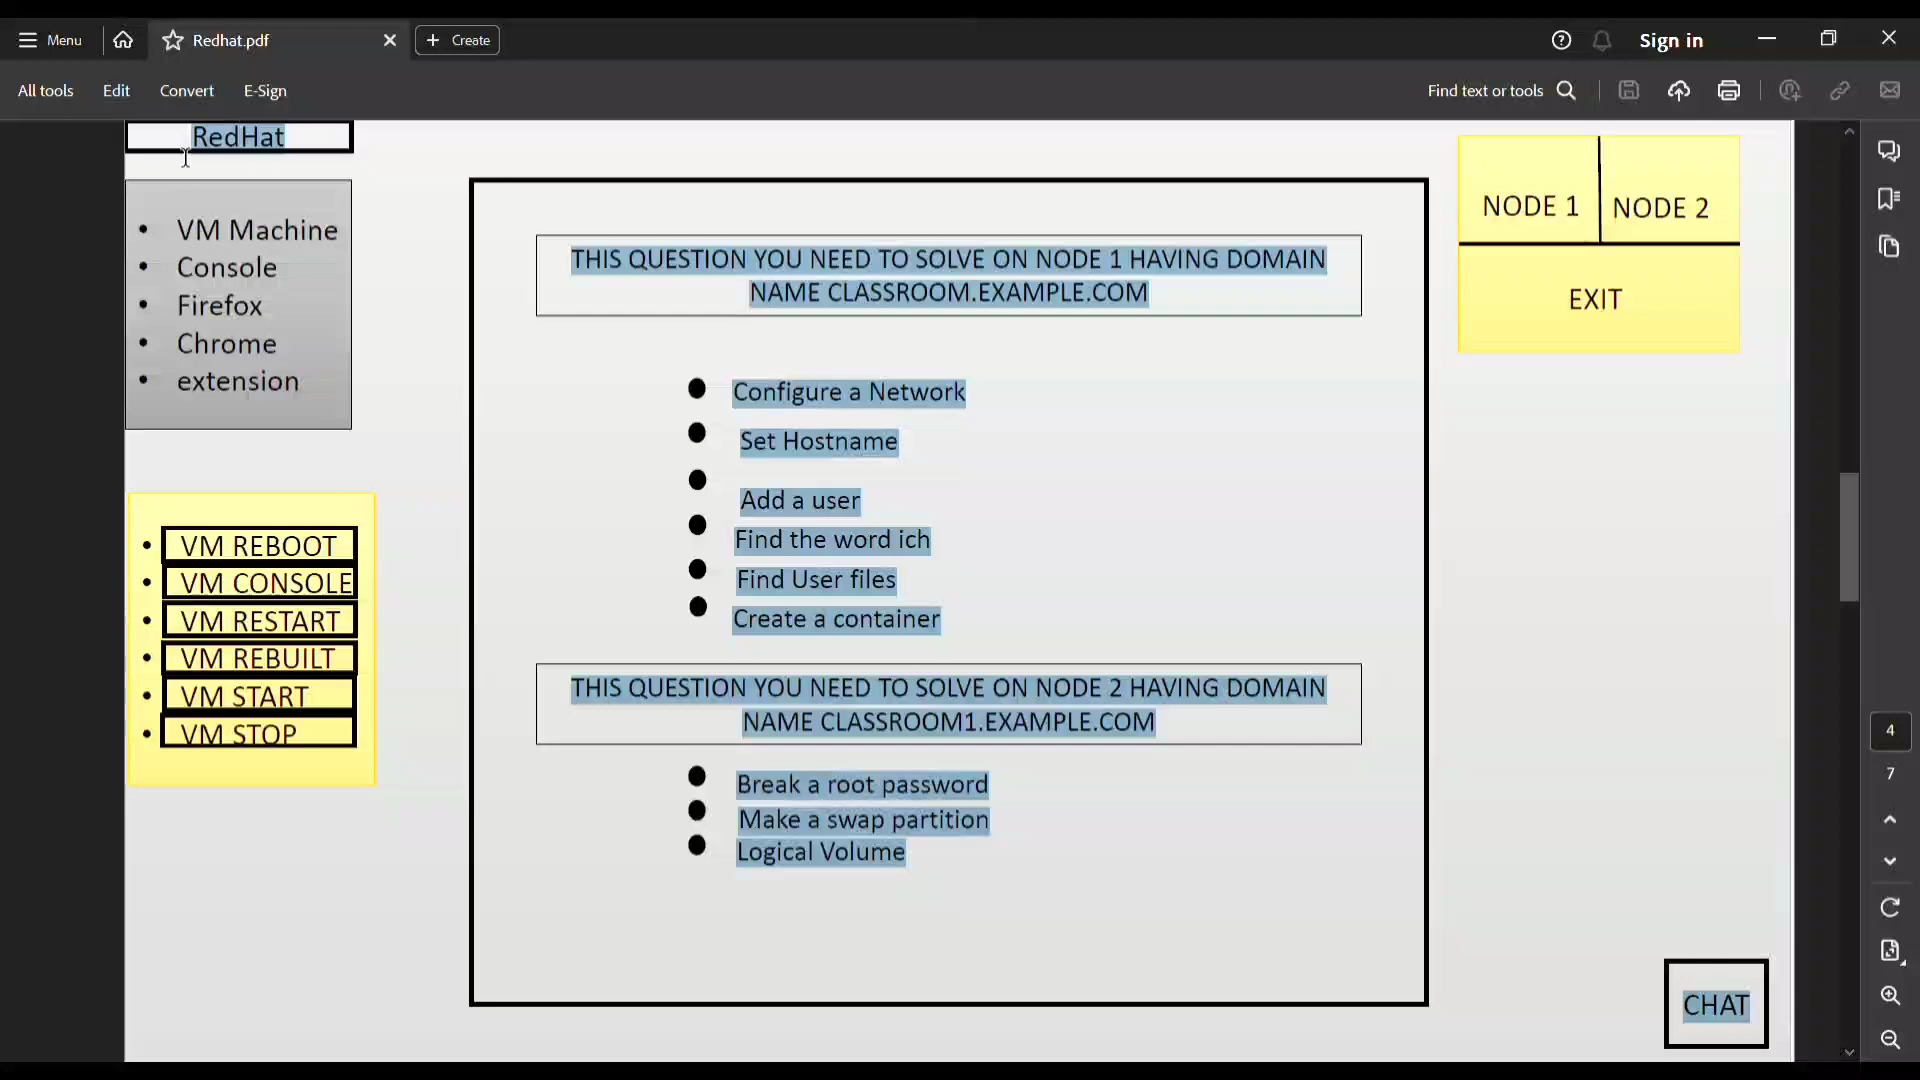 Menu
Redhat.pdf
Create
Sign in
All tools
Edit
Convert
E-Sign
Find text or tools
RedHat
• VM Machine
• Console
• Firefox
• Chrome
• extension
• VM REBOOT
• VM CONSOLE
• VM RESTART
• VM REBUILT
• VM START
• VM STOP
THIS QUESTION YOU NEED TO SOLVE ON NODE 1 HAVING DOMAIN
NAME CLASSROOM.EXAMPLE.COM
• Configure a Network
• Set Hostname
• Add a user
• Find the word ich
• Find User files
• Create a container
THIS QUESTION YOU NEED TO SOLVE ON NODE 2 HAVING DOMAIN
NAME CLASSROOM1.EXAMPLE.COM
• Break a root password
• Make a swap partition
• Logical Volume
NODE 1
NODE 2
EXIT
CHAT
4
7